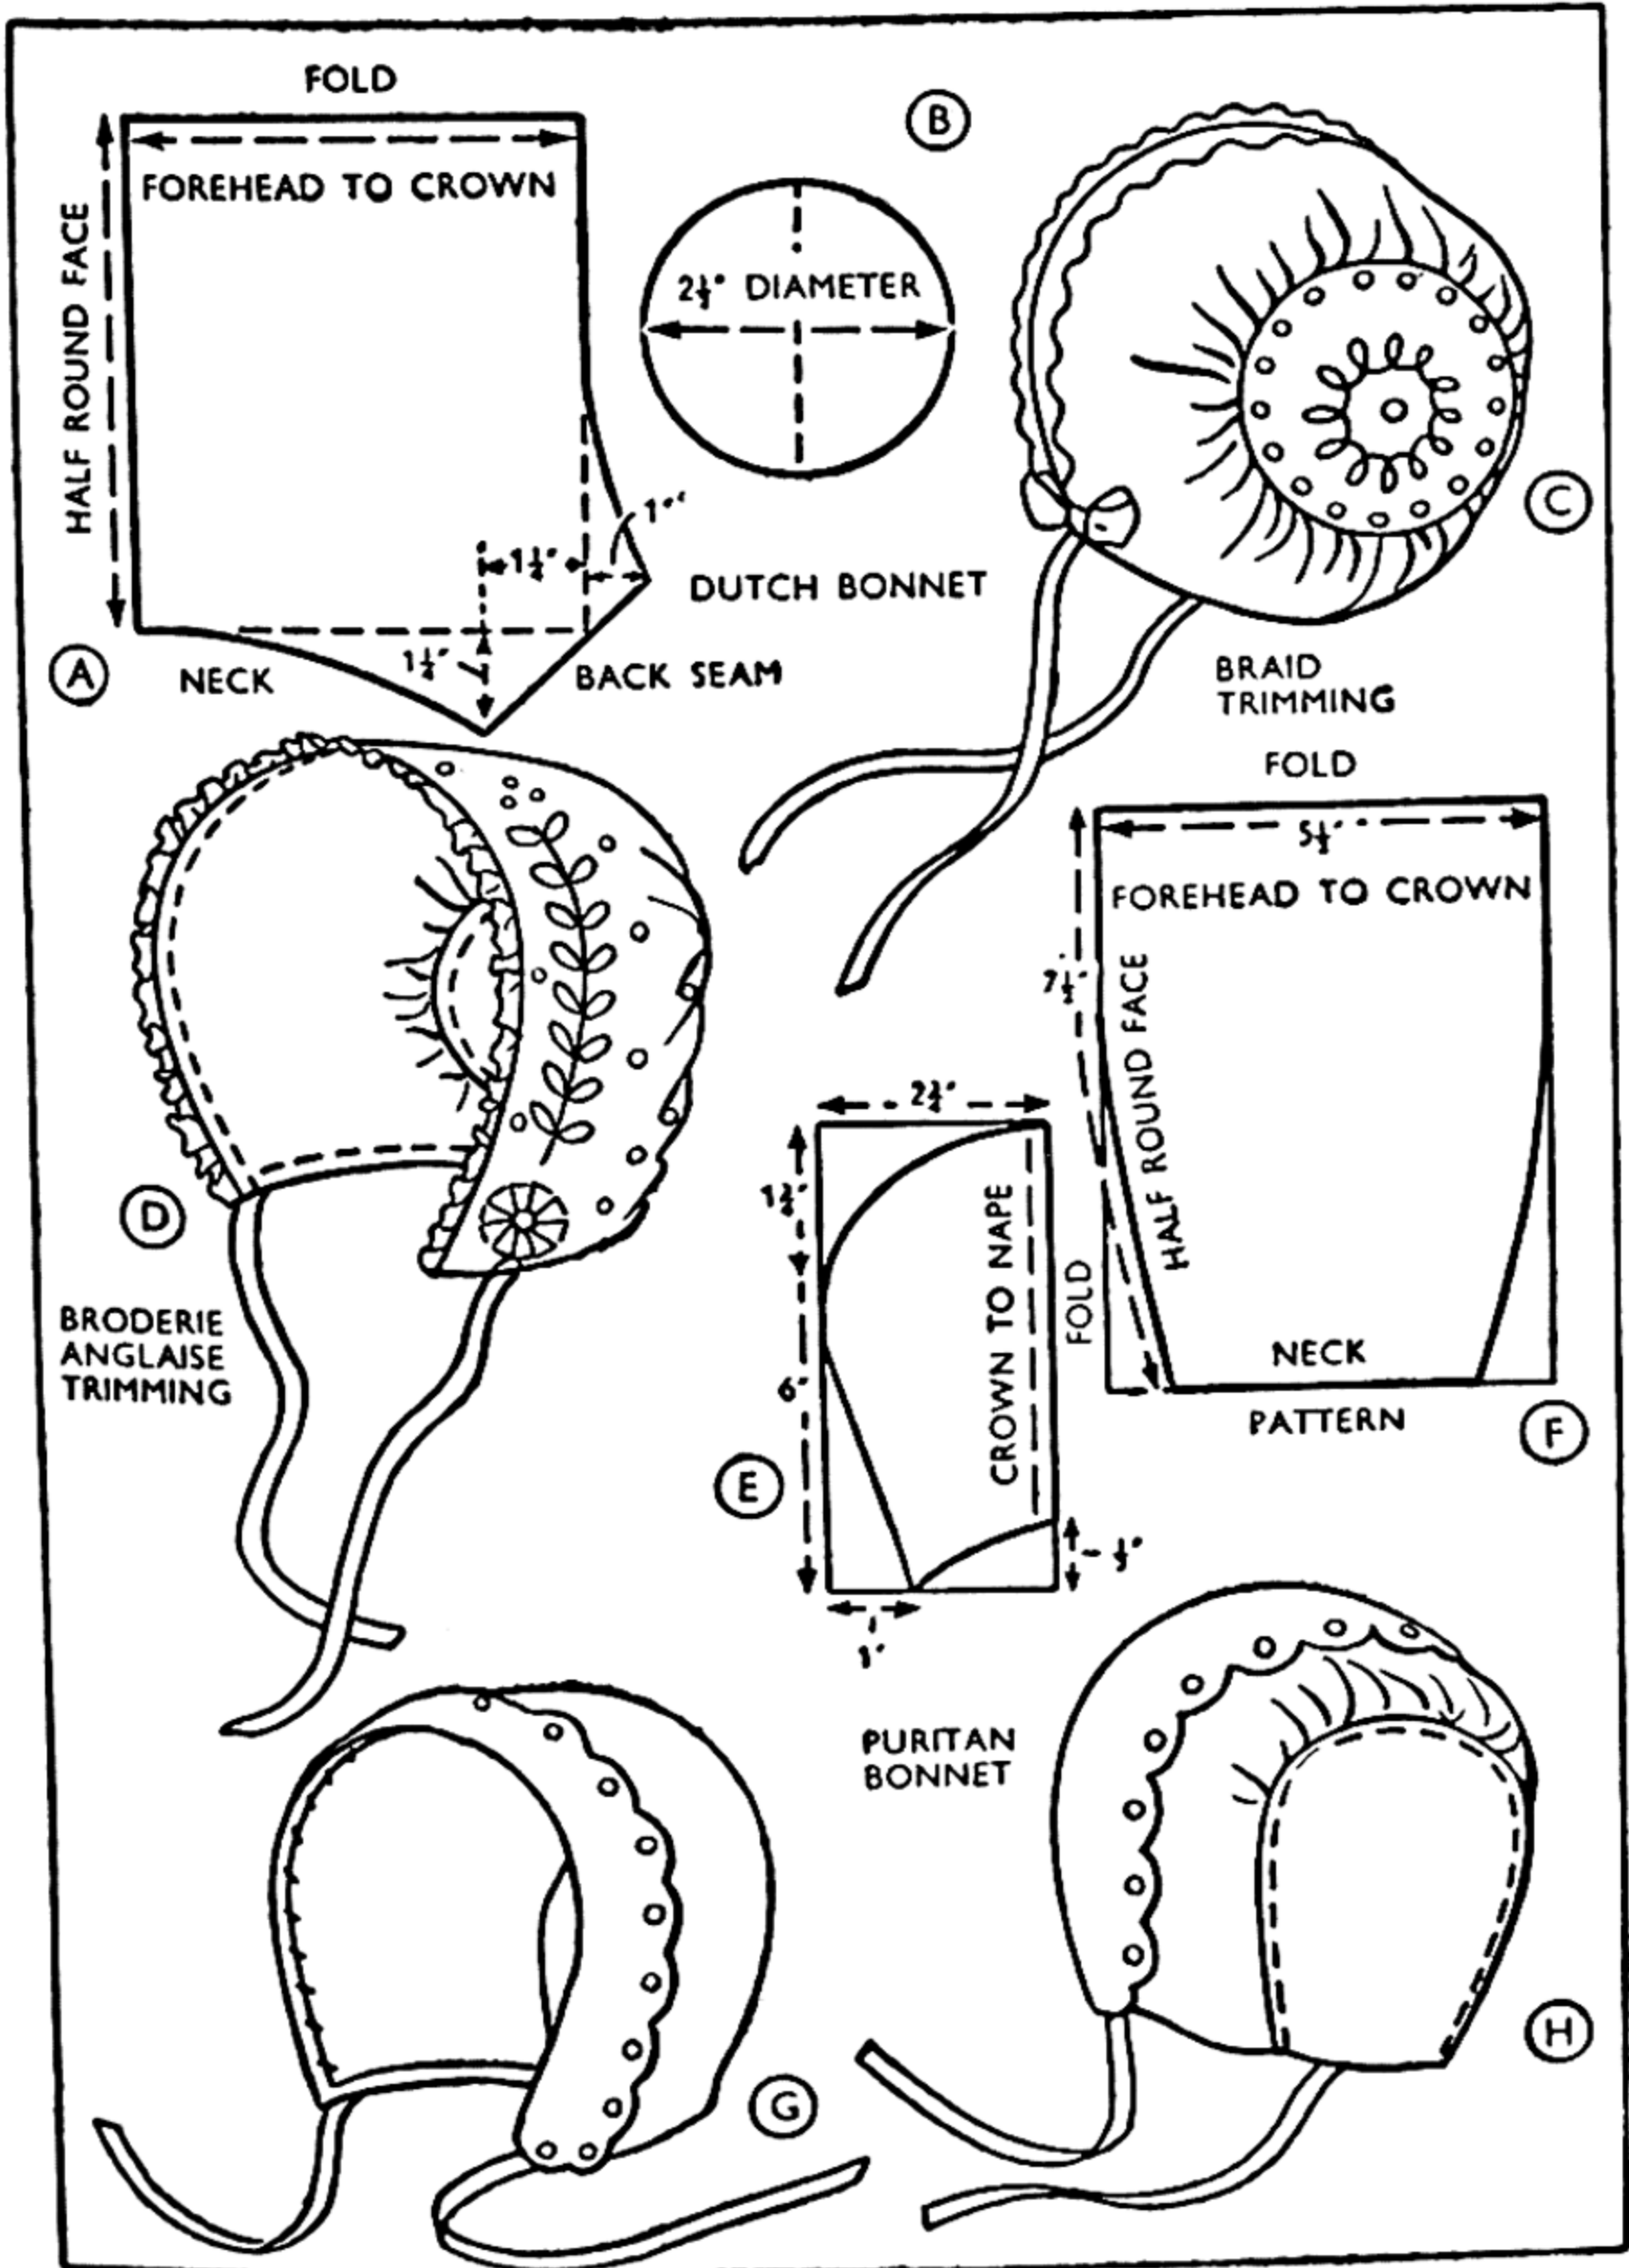 FOLD
FOREHEAD TO CROWN
HALF ROUND FACE
1"
1¼"
1¼"
A
NECK
BACK SEAM
DUTCH BONNET
B
2½" DIAMETER
C
BRAID
TRIMMING
D
BRODERIE
ANGLAISE
TRIMMING
FOLD
5½"
FOREHEAD TO CROWN
7½"
HALF ROUND FACE
NECK
PATTERN
F
2¾"
1¾"
6"
CROWN TO NAPE
FOLD
E
½"
1"
PURITAN
BONNET
G
H